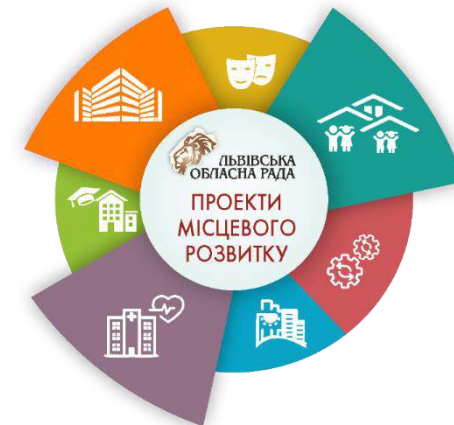 ЛЬВІВСЬКА
ОБЛАСНА РАДА
ПРОЕКТИ
МІСЦЕВОГО
РОЗВИТКУ